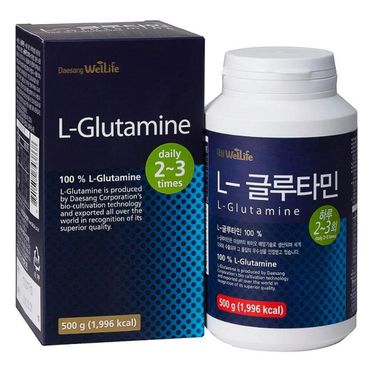 Daesang WelLife
L-Glutamine
daily
2~3
times
100 % L-Glutamine
L-Glutamine is produced
by Daesang Corporation's
bio-cultivation technology
and exported all over the
world in recognition of its
superior quality.
500 g (1,996 kcal)
대상 WelLife
L- 글루타민
L-Glutamine
하루
2~3회
L-글루타민 100 %
100 % L-Glutamine
L-Glutamine is produced by Daesang
Corporation's bio-cultivation
technology and exported all over
the world in recognition of its
superior quality.
500 g (1,996 kcal)